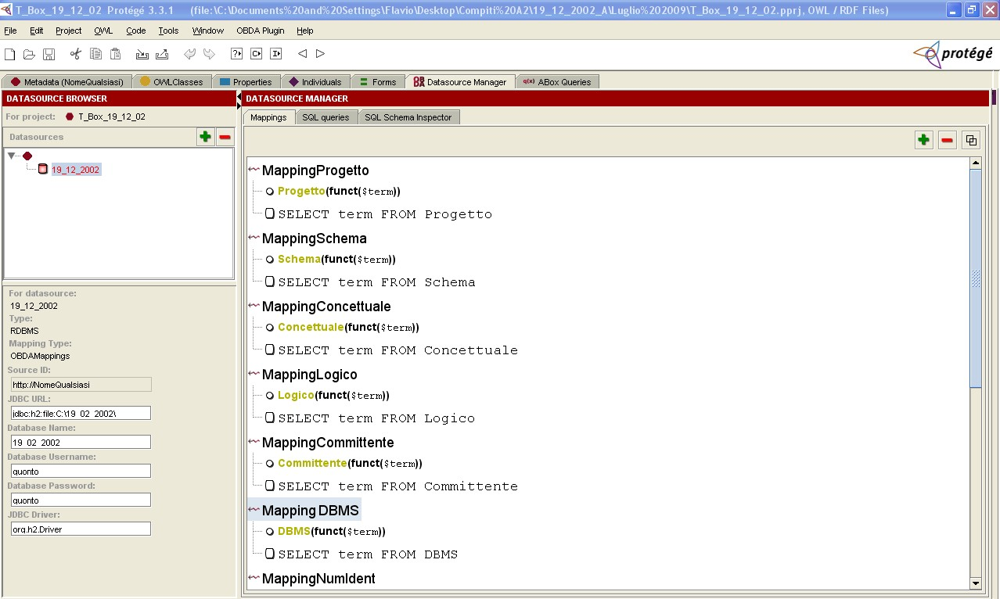 T_Box_19_12_02 Protégé 3.3.1 (file:\C:\Documents%20and%20Settings\Flavio\Desktop\Compiti%20A2\19_12_2002_A\Luglio%202009\T_Box_19_12_02.pprj, OWL / RDF Files)
File Edit Project OWL Code Tools Window OBDA Plugin Help
protégé
Metadata (NomeQualsiasi) OWLClasses Properties Individuals Forms Datasource Manager q(x) ABox Queries
DATASOURCE BROWSER
For project: T_Box_19_12_02
Datasources
19_12_2002
For datasource:
19_12_2002
Type:
RDBMS
Mapping Type:
OBDAMappings
Source ID:
http://NomeQualsiasi
JDBC URL:
jdbc:h2:file:C:\19_02_2002\
Database Name:
19_02_2002
Database Username:
quonto
Database Password:
quonto
JDBC Driver:
org.h2.Driver
DATASOURCE MANAGER
Mappings SQL queries SQL Schema Inspector
MappingProgetto
Progetto(funct($term))
SELECT term FROM Progetto
MappingSchema
Schema(funct($term))
SELECT term FROM Schema
MappingConcettuale
Concettuale(funct($term))
SELECT term FROM Concettuale
MappingLogico
Logico(funct($term))
SELECT term FROM Logico
MappingCommittente
Committente(funct($term))
SELECT term FROM Committente
Mapping DBMS
DBMS(funct($term))
SELECT term FROM DBMS
MappingNumIdent